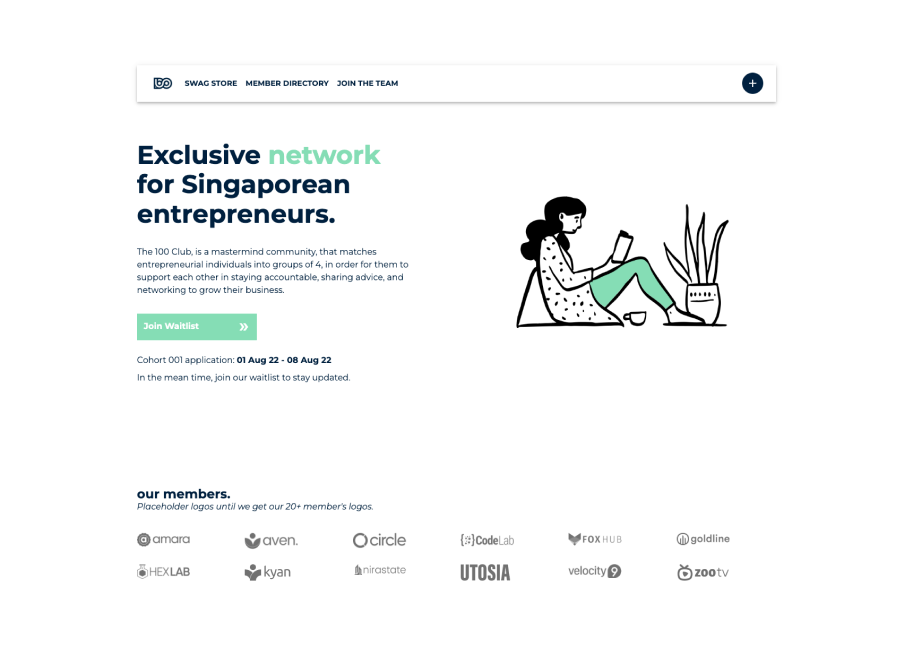 SWAG STORE MEMBER DIRECTORY JOIN THE TEAM
Exclusive network
for Singaporean
entrepreneurs.
The 100 Club, is a mastermind community, that matches
entrepreneurial individuals into groups of 4, in order for them to
support each other in staying accountable, sharing advice, and
networking to grow their business.
Join Waitlist »
Cohort 001 application: 01 Aug 22 - 08 Aug 22
In the mean time, join our waitlist to stay updated.
our members.
Placeholder logos until we get our 20+ member's logos.
amara aven. circle {::}CodeLab FOXHUB goldline
HEXLAB kyan nirastate UTOSIA velocity9 zootv